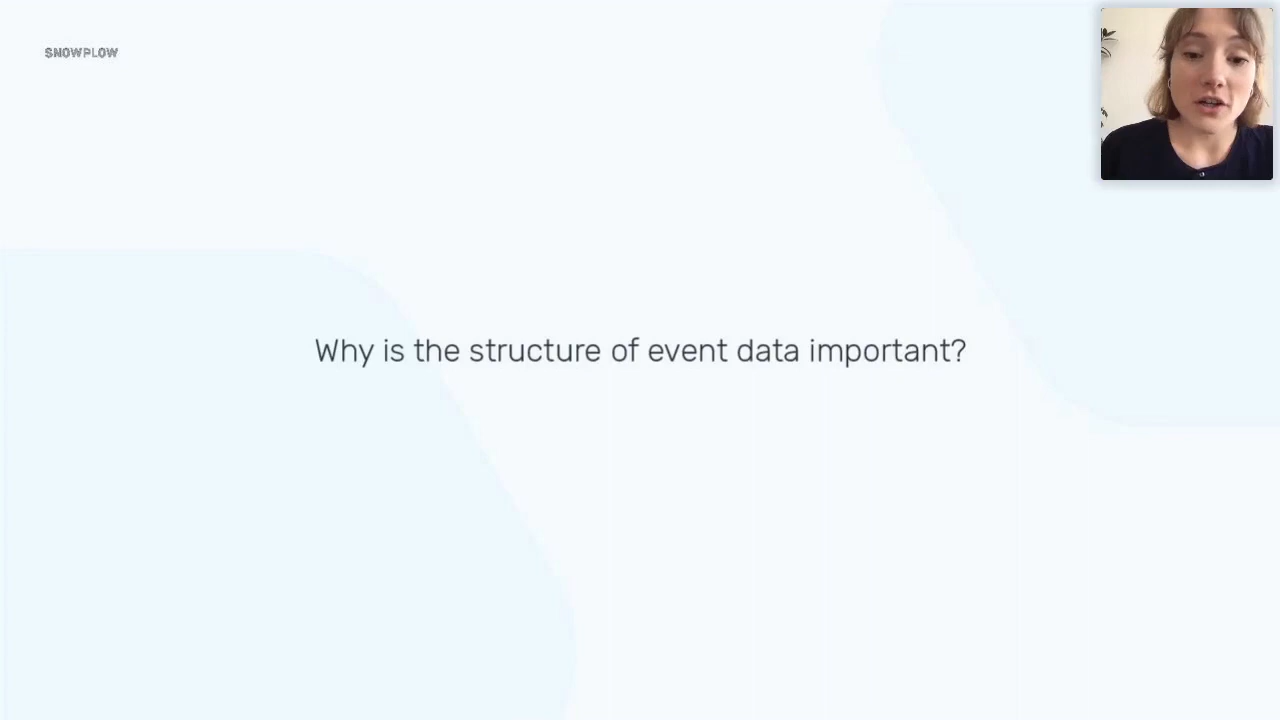 SNOWPLOW
Why is the structure of event data important?